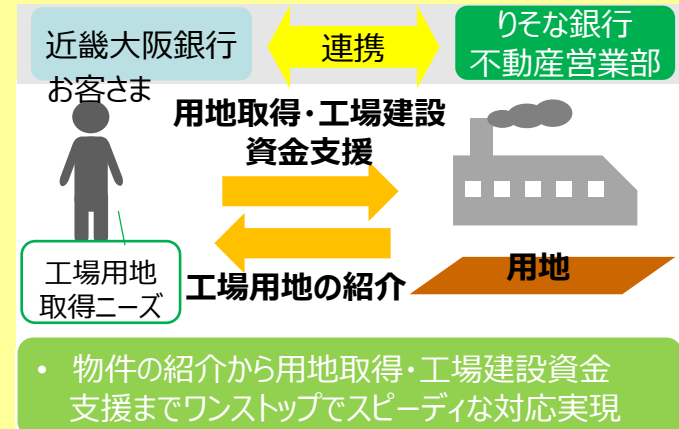 近畿大阪銀行
連携
りそな銀行
不動産営業部
お客さま
用地取得・工場建設
資金支援
工場用地
取得ニーズ
工場用地の紹介
用地
• 物件の紹介から用地取得・工場建設資金
支援までワンストップでスピーディな対応実現